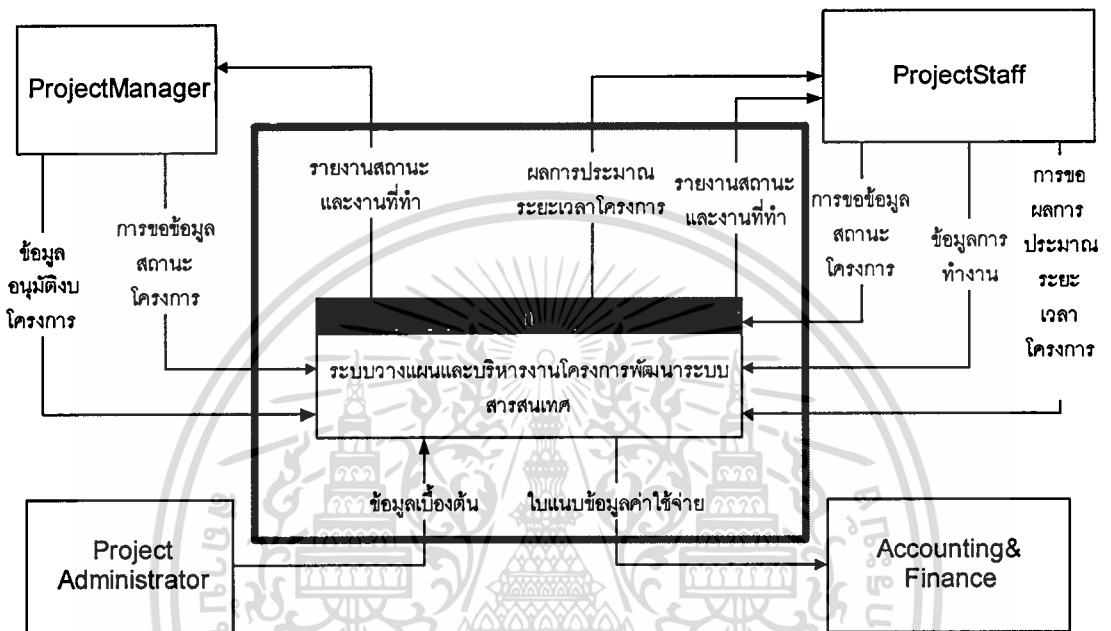 ProjectManager
ProjectStaff
รายงานสถานะ
และงานที่ทำ
ผลการประมาณ
ระยะเวลาโครงการ
รายงานสถานะ
และงานที่ทำ
ข้อมูล
อนุมัติงบ
โครงการ
การขอข้อมูล
สถานะ
โครงการ
การขอข้อมูล
สถานะ
โครงการ
ข้อมูลการ
ทำงาน
การขอ
ผลการ
ประมาณ
ระยะ
เวลา
โครงการ
0
ระบบวางแผนและบริหารงานโครงการพัฒนาระบบ
สารสนเทศ
ข้อมูลเบื้องต้น
ใบแนบข้อมูลค่าใช้จ่าย
Project
Administrator
Accounting&
Finance